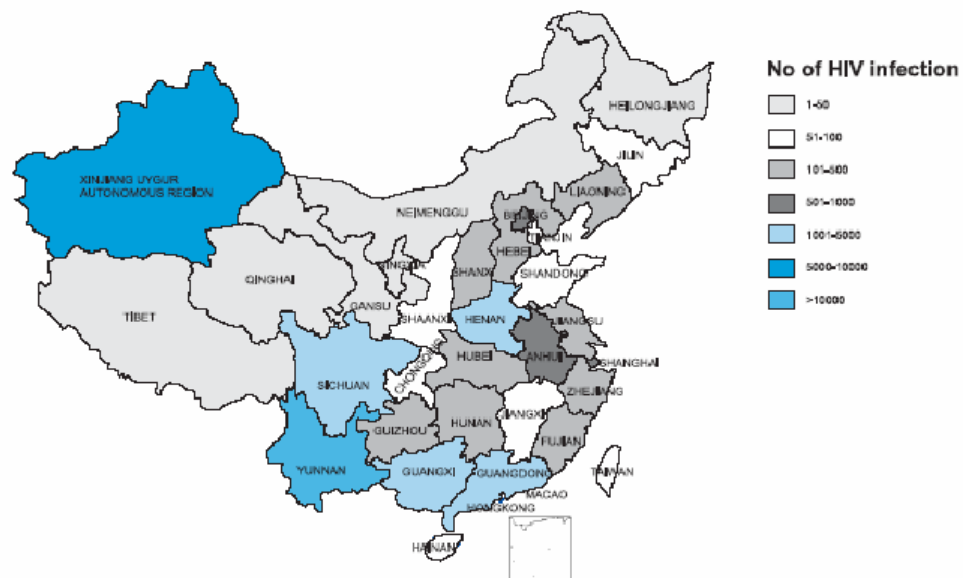 No of HIV infection
1-50
51-100
101-500
501-1000
1001-5000
5000-10000
>10000
HEILONGJIANG
JILIN
LIAONING
XINJIANG UYGUR
AUTONOMOUS REGION
NEIMENGGU
BEIJING
TIANJIN
HEBEI
SHANXI
SHANDONG
NINGXIA
QINGHAI
GANSU
SHAANXI
HENAN
JIANGSU
TIBET
SICHUAN
CHONGQING
HUBEI
ANHUI
SHANGHAI
ZHEJIANG
GUIZHOU
HUNAN
JIANGXI
FUJIAN
YUNNAN
GUANGXI
GUANGDONG
TAIWAN
MACAO
HONGKONG
HAINAN